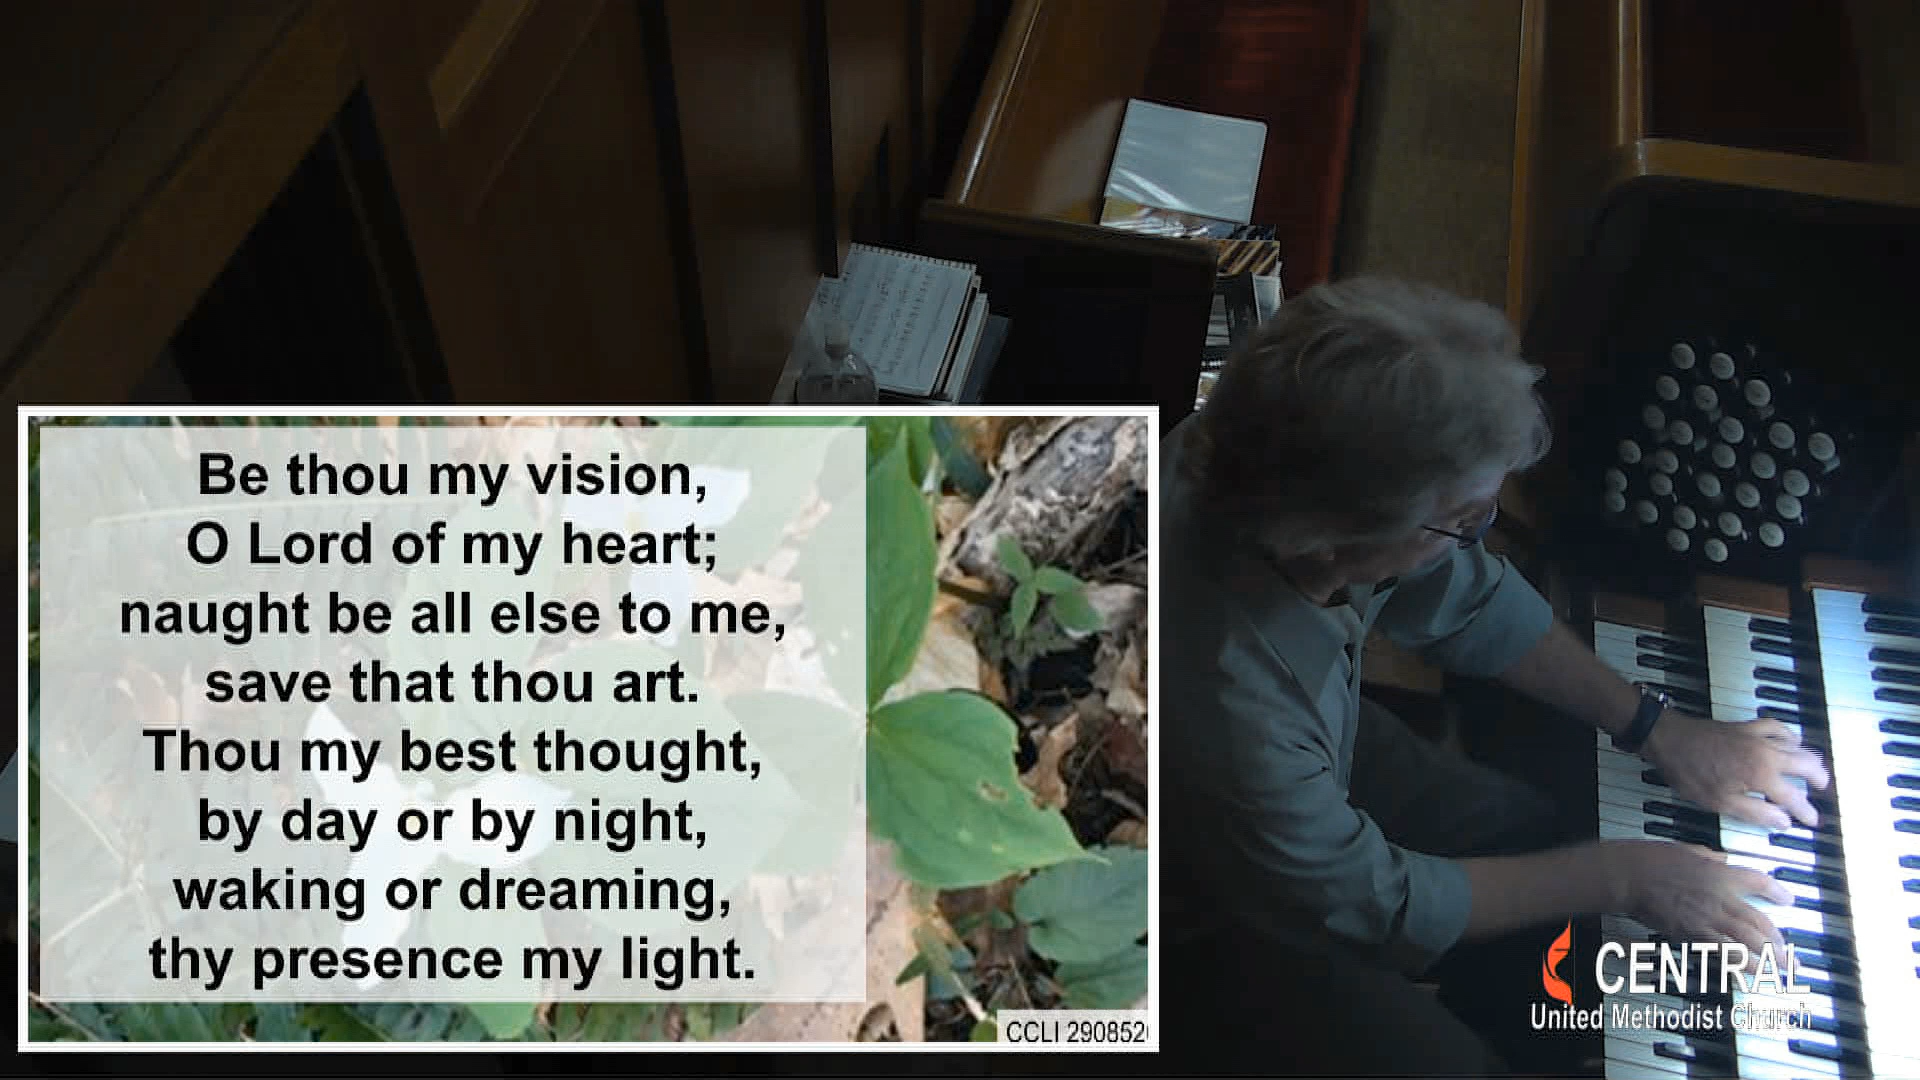 Be thou my vision,
O Lord of my heart;
naught be all else to me,
save that thou art.
Thou my best thought,
by day or by night,
waking or dreaming,
thy presence my light.
CCLI 290852
CENTRAL
United Methodist Church